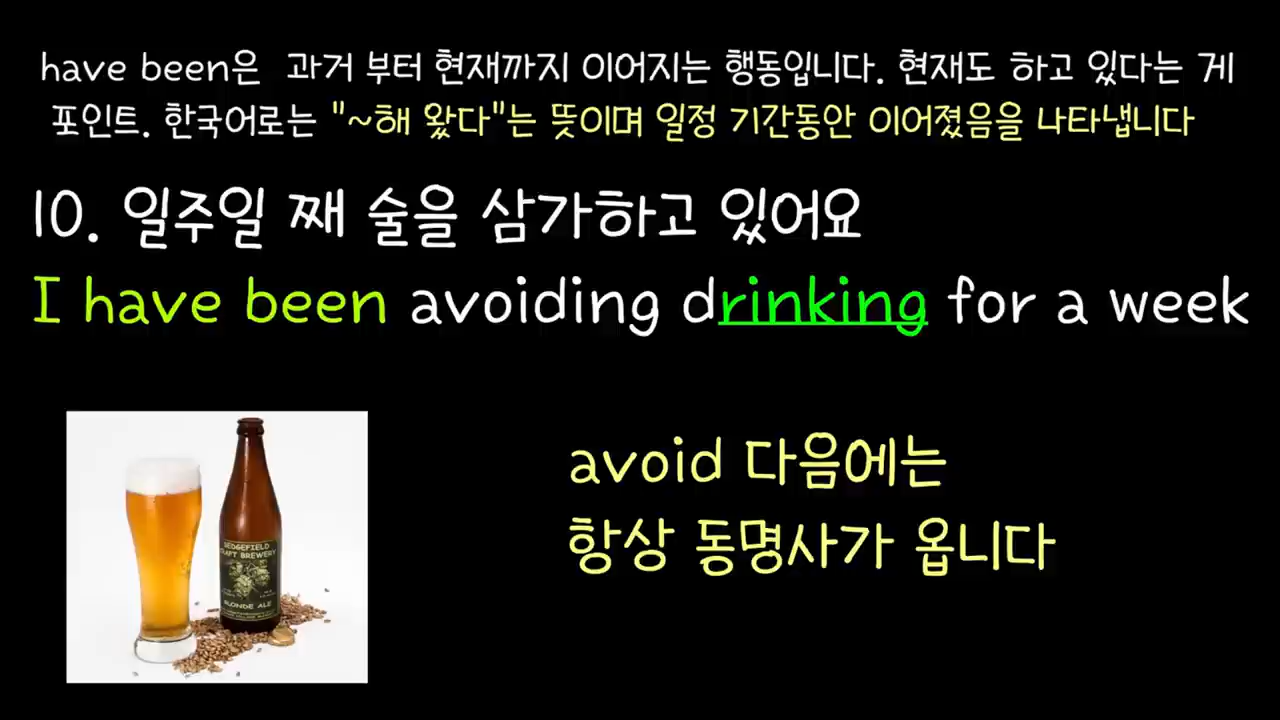 have been은 과거 부터 현재까지 이어지는 행동입니다. 현재도 하고 있다는 게
포인트. 한국어로는 "~해 왔다"는 뜻이며 일정 기간동안 이어졌음을 나타냅니다
10. 일주일 째 술을 삼가하고 있어요
I have been avoiding drinking for a week
avoid 다음에는
항상 동명사가 옵니다
SEDGEFIELD
CRAFT BREWERY
BLONDE ALE